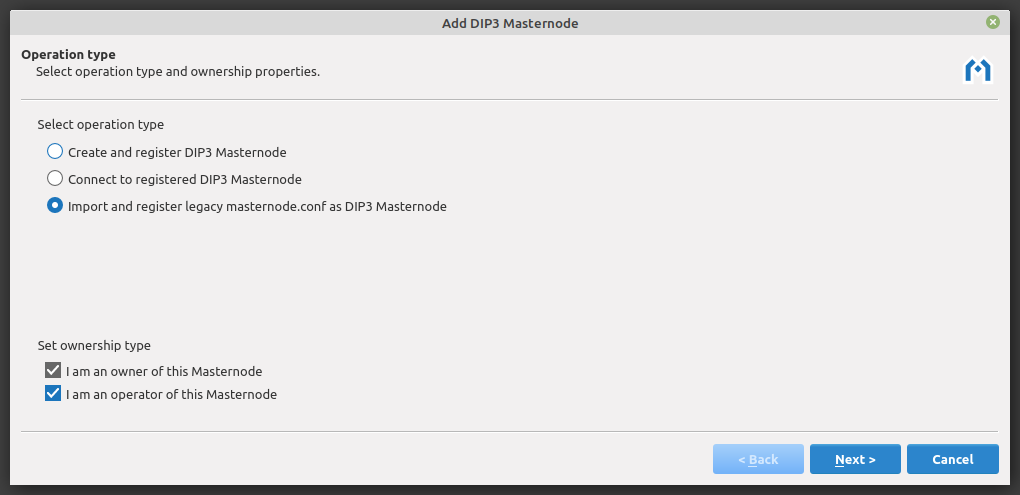 Add DIP3 Masternode
Operation type
Select operation type and ownership properties.
Select operation type
Create and register DIP3 Masternode
Connect to registered DIP3 Masternode
Import and register legacy masternode.conf as DIP3 Masternode
Set ownership type
I am an owner of this Masternode
I am an operator of this Masternode
< Back
Next >
Cancel